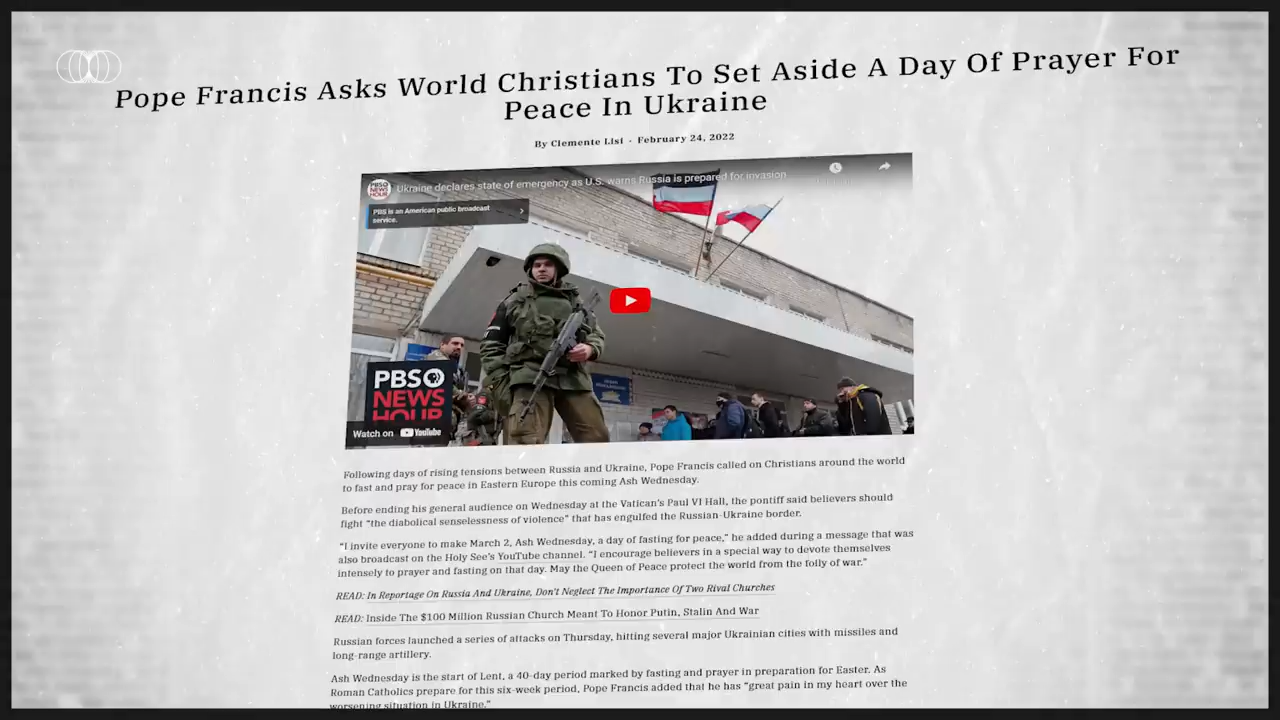 Pope Francis Asks World Christians To Set Aside A Day Of Prayer For
Peace In Ukraine
By Clemente Lisi - February 24, 2022
Ukraine declares state of emergency as U.S. warns Russia is prepared for invasion
PBS NEWS HOUR
PBS is an American public broadcast
service.
PBS
NEWS
HOUR
Watch on YouTube
Following days of rising tensions between Russia and Ukraine, Pope Francis called on Christians around the world
to fast and pray for peace in Eastern Europe this coming Ash Wednesday.
Before ending his general audience on Wednesday at the Vatican's Paul VI Hall, the pontiff said believers should
fight "the diabolical senselessness of violence" that has engulfed the Russian-Ukraine border.
"I invite everyone to make March 2, Ash Wednesday, a day of fasting for peace," he added during a message that was
also broadcast on the Holy See's YouTube channel. "I encourage believers in a special way to devote themselves
intensely to prayer and fasting on that day. May the Queen of Peace protect the world from the folly of war."
READ: In Reportage On Russia And Ukraine, Don't Neglect The Importance Of Two Rival Churches
READ: Inside The $100 Million Russian Church Meant To Honor Putin, Stalin And War
Russian forces launched a series of attacks on Thursday, hitting several major Ukrainian cities with missiles and
long-range artillery.
Ash Wednesday is the start of Lent, a 40-day period marked by fasting and prayer in preparation for Easter. As
Roman Catholics prepare for this six-week period, Pope Francis added that he has "great pain in my heart over the
worsening situation in Ukraine."